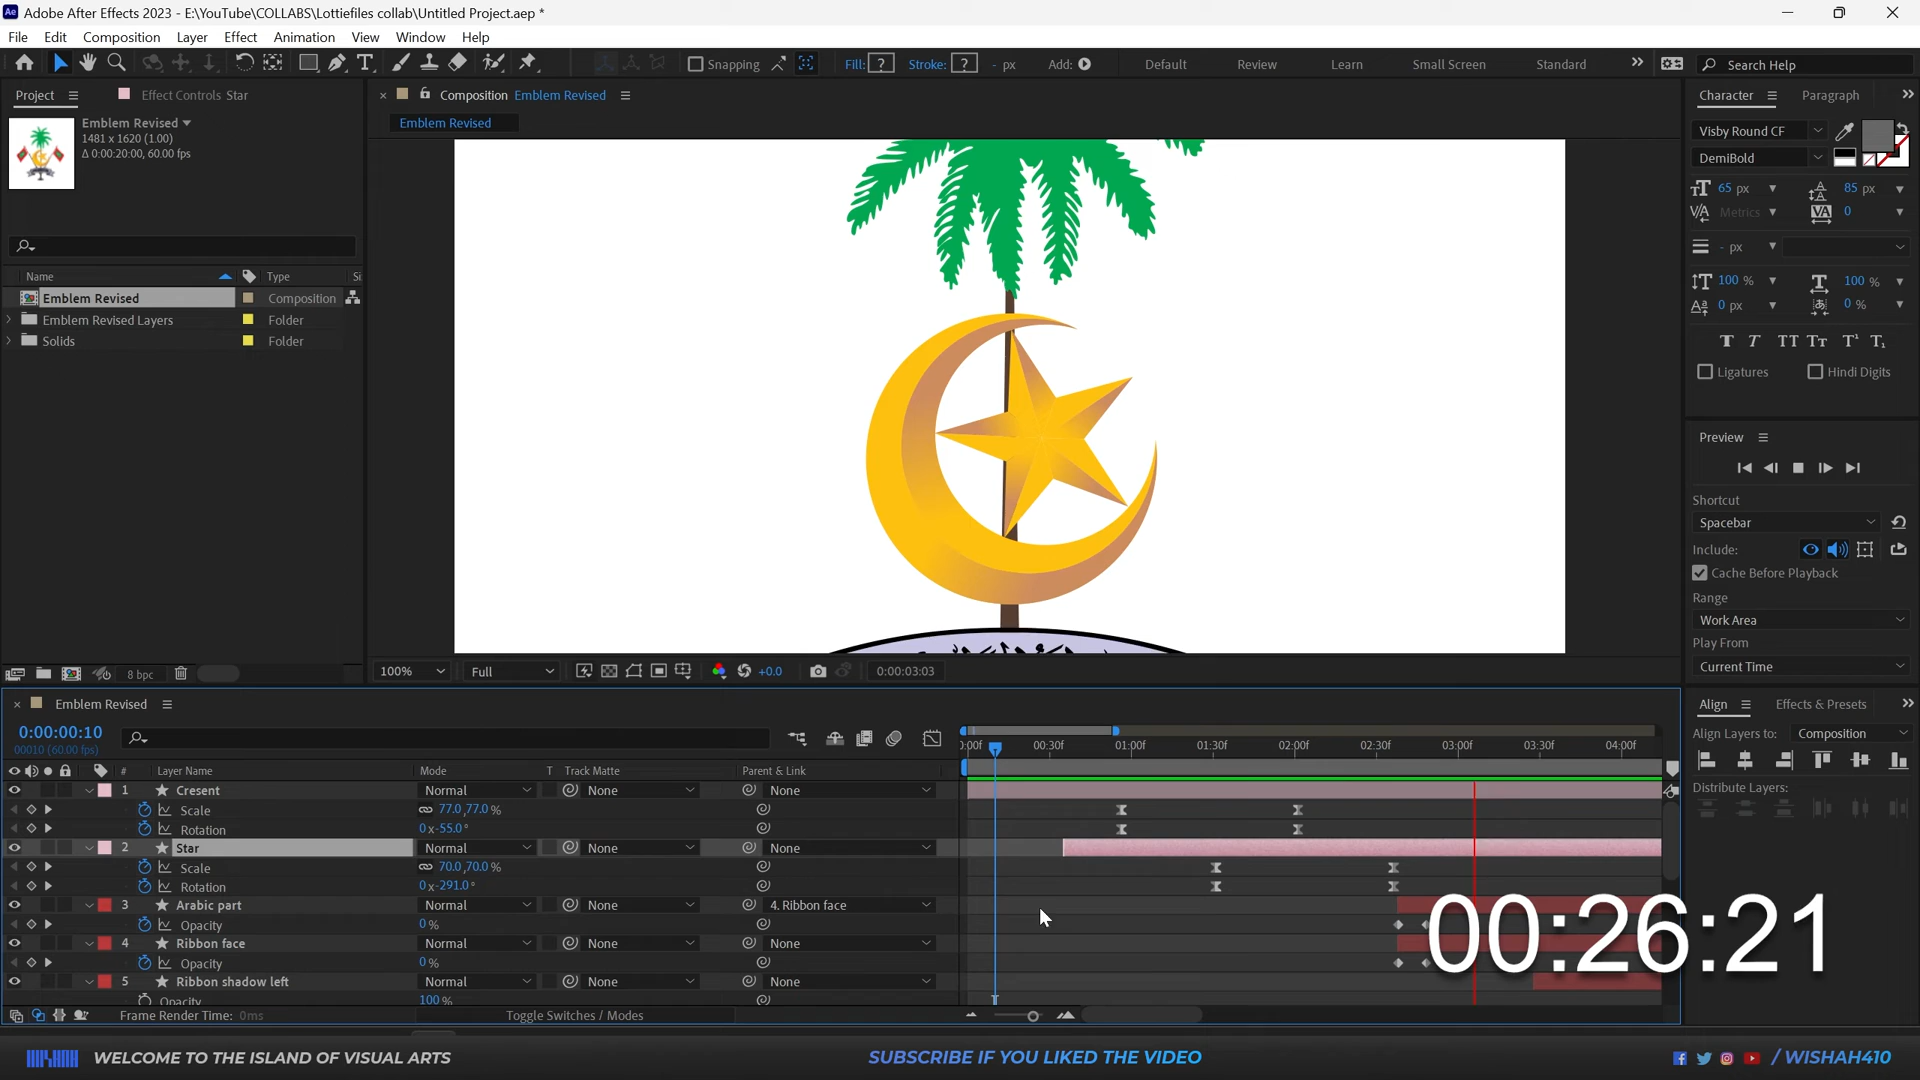 Adobe After Effects 2023 - E:\YouTube\COLLABS\Lottiefiles collab\Untitled Project.aep *
File Edit Composition Layer Effect Animation View Window Help
Snapping Fill: ? Stroke: ? - px Add: Default Review Learn Small Screen Standard Search Help
Project Effect Controls Star
Composition Emblem Revised
Character Paragraph
Emblem Revised
1481 x 1620 (1.00)
Δ 0:00:20:00, 60.00 fps
Emblem Revised
Visby Round CF
DemiBold
65 px 85 px
Metrics 0
- px
100 % 100 %
0 px 0 %
Ligatures Hindi Digits
Name Type Si
Emblem Revised Composition
Emblem Revised Layers Folder
Solids Folder
Preview
Shortcut
Spacebar
Include:
Cache Before Playback
Range
Work Area
Play From
Current Time
8 bpc
100% Full +0.0 0:00:03:03
Emblem Revised
0:00:00:10
00010 (60.00 fps)
:00f 00:30f 01:00f 01:30f 02:00f 02:30f 03:00f 03:30f 04:00f
# Layer Name Mode T Track Matte Parent & Link
1 Cresent Normal None None
Scale 77.0,77.0 %
Rotation 0x-55.0°
2 Star Normal None None
Scale 70.0,70.0 %
Rotation 0x-291.0°
3 Arabic part Normal None 4. Ribbon face
Opacity 0 %
4 Ribbon face Normal None None
Opacity 0 %
5 Ribbon shadow left Normal None None
Opacity 100 %
Frame Render Time: 0ms Toggle Switches / Modes
Align Effects & Presets
Align Layers to: Composition
Distribute Layers:
00:26:21
WELCOME TO THE ISLAND OF VISUAL ARTS
SUBSCRIBE IF YOU LIKED THE VIDEO
/WISHAH410